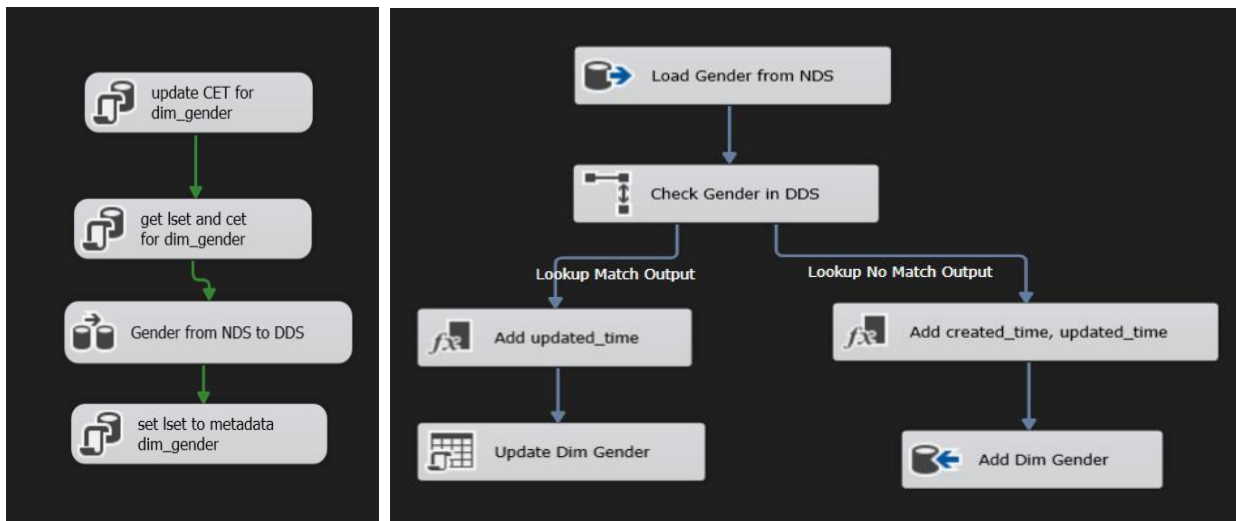 update CET for
dim_gender
get lset and cet
for dim_gender
Gender from NDS to DDS
set lset to metadata
dim_gender
Load Gender from NDS
Check Gender in DDS
Lookup Match Output
Lookup No Match Output
Add updated_time
Add created_time, updated_time
Update Dim Gender
Add Dim Gender